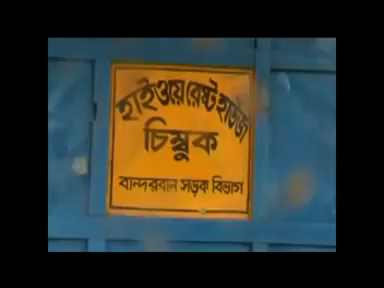 হাইওয়ে রেষ্ট হাউজ
চিম্বুক
বান্দরবান সড়ক বিভাগ